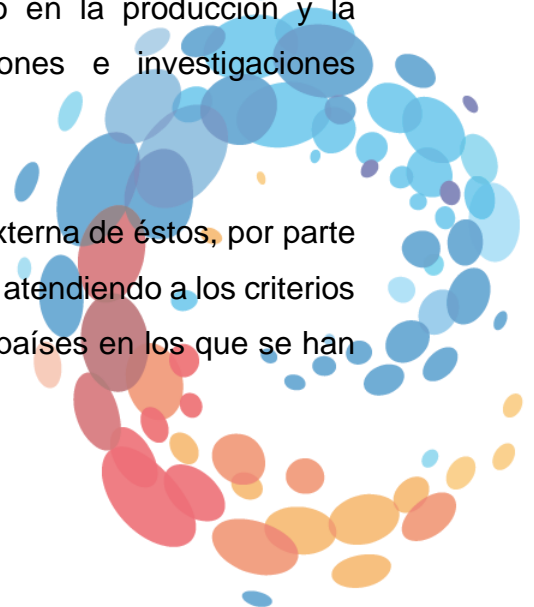 en la producción y la
ones e investigaciones
xterna de éstos, por parte
atendiendo a los criterios
países en los que se han